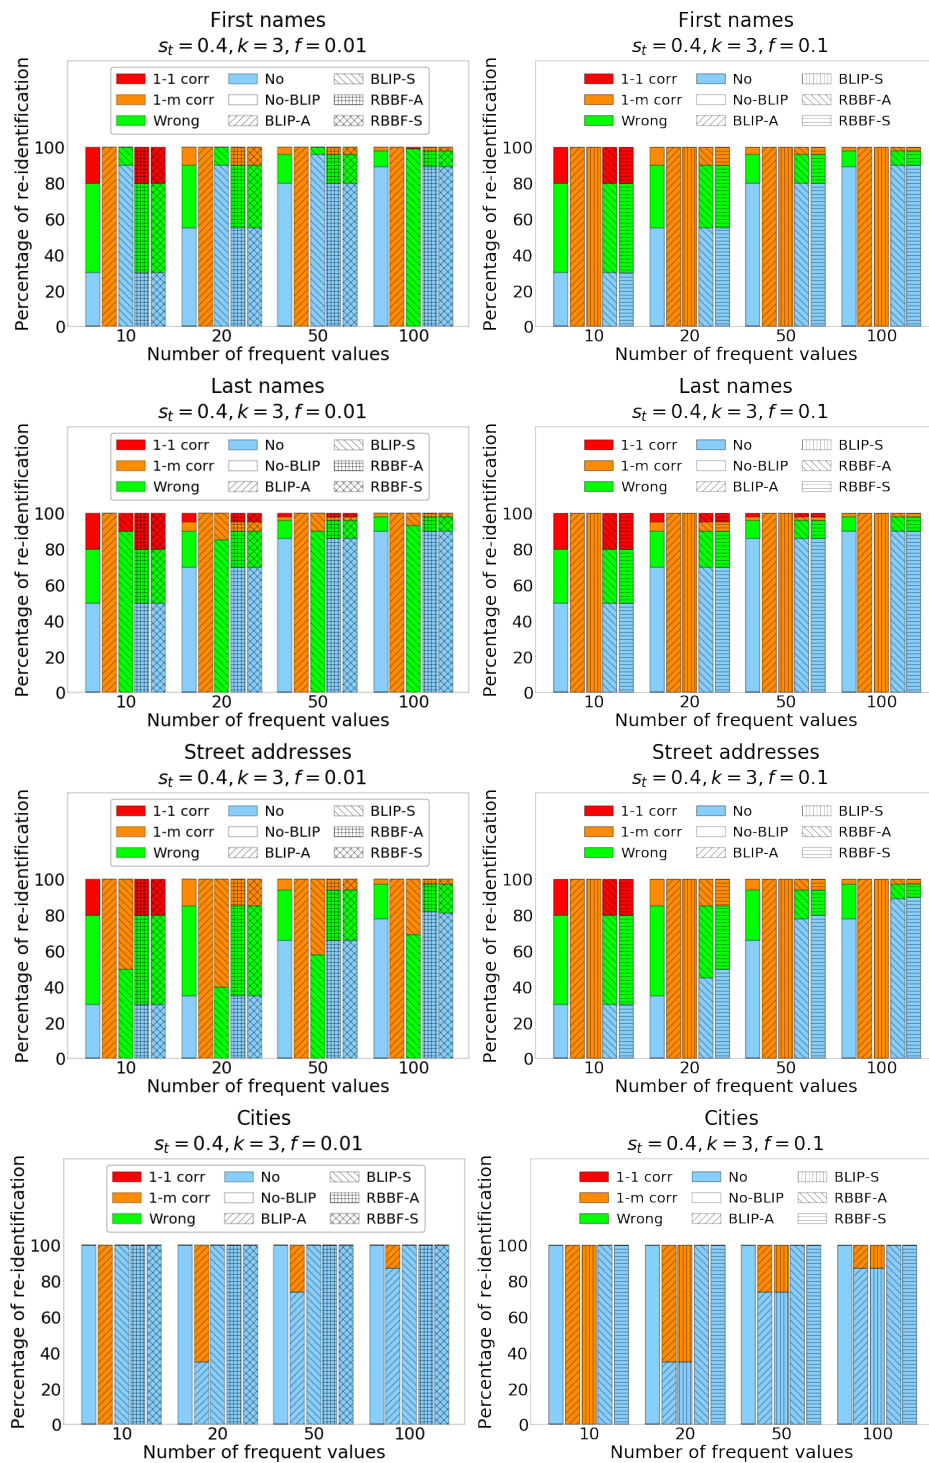 First names
s_t = 0.4, k = 3, f = 0.01
1-1 corr No BLIP-S
1-m corr No-BLIP RBBF-A
Wrong BLIP-A RBBF-S
Percentage of re-identification
100
80
60
40
20
0
10 20 50 100
Number of frequent values
First names
s_t = 0.4, k = 3, f = 0.1
1-1 corr No BLIP-S
1-m corr No-BLIP RBBF-A
Wrong BLIP-A RBBF-S
Percentage of re-identification
100
80
60
40
20
0
10 20 50 100
Number of frequent values
Last names
s_t = 0.4, k = 3, f = 0.01
1-1 corr No BLIP-S
1-m corr No-BLIP RBBF-A
Wrong BLIP-A RBBF-S
Percentage of re-identification
100
80
60
40
20
0
10 20 50 100
Number of frequent values
Last names
s_t = 0.4, k = 3, f = 0.1
1-1 corr No BLIP-S
1-m corr No-BLIP RBBF-A
Wrong BLIP-A RBBF-S
Percentage of re-identification
100
80
60
40
20
0
10 20 50 100
Number of frequent values
Street addresses
s_t = 0.4, k = 3, f = 0.01
1-1 corr No BLIP-S
1-m corr No-BLIP RBBF-A
Wrong BLIP-A RBBF-S
Percentage of re-identification
100
80
60
40
20
0
10 20 50 100
Number of frequent values
Street addresses
s_t = 0.4, k = 3, f = 0.1
1-1 corr No BLIP-S
1-m corr No-BLIP RBBF-A
Wrong BLIP-A RBBF-S
Percentage of re-identification
100
80
60
40
20
0
10 20 50 100
Number of frequent values
Cities
s_t = 0.4, k = 3, f = 0.01
1-1 corr No BLIP-S
1-m corr No-BLIP RBBF-A
Wrong BLIP-A RBBF-S
Percentage of re-identification
100
80
60
40
20
0
10 20 50 100
Number of frequent values
Cities
s_t = 0.4, k = 3, f = 0.1
1-1 corr No BLIP-S
1-m corr No-BLIP RBBF-A
Wrong BLIP-A RBBF-S
Percentage of re-identification
100
80
60
40
20
0
10 20 50 100
Number of frequent values